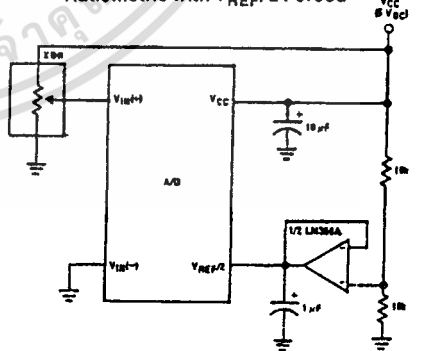 Ratiometric with VREF/2 Forced
VCC
(5 VDC)
XDR
VIN(+)
VCC
10 µF
10k
A/D
1/2 LM358A
VIN(−)
VREF/2
1 µF
10k